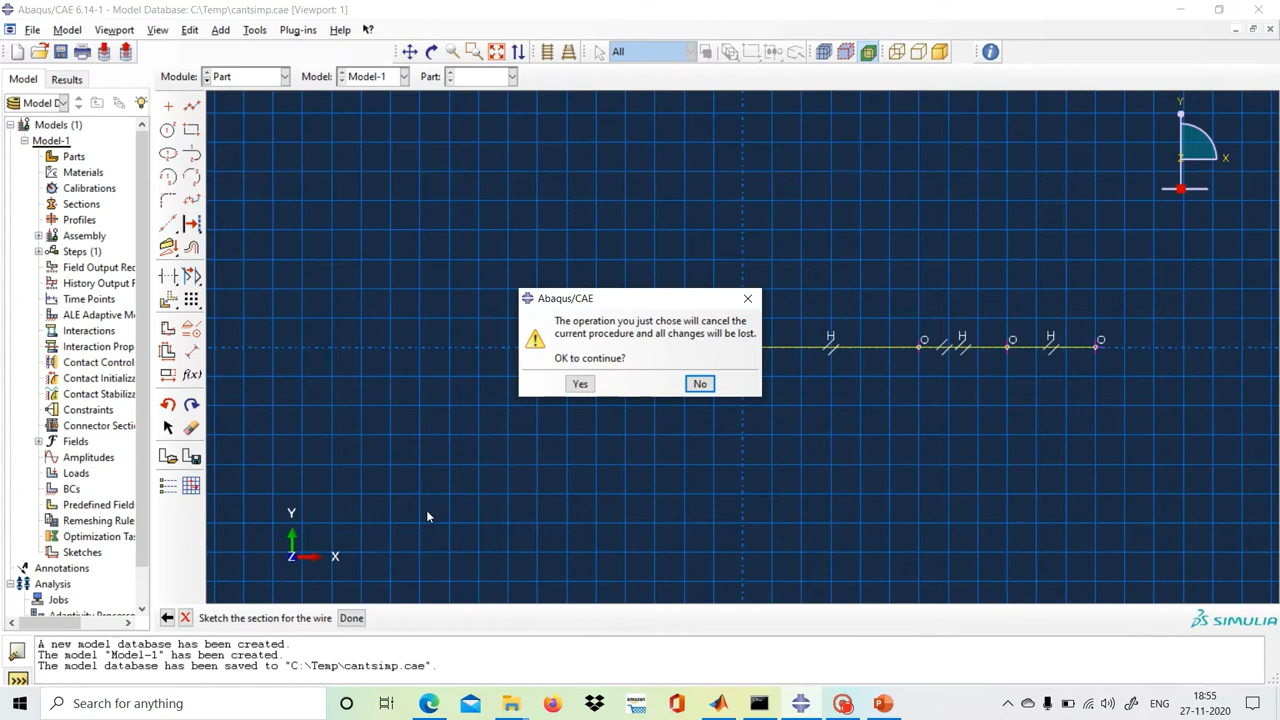 Abaqus/CAE 6.14-1 - Model Database: C:\Temp\cantsimp.cae [Viewport: 1]
File Model Viewport View Edit Add Tools Plug-ins Help
All
Model Results
Module: Part Model: Model-1 Part:
Model D
Models (1)
Model-1
Parts
Materials
Calibrations
Sections
Profiles
Assembly
Steps (1)
Field Output Rec
History Output
Time Points
ALE Adaptive M
Interactions
Interaction Prop
Contact Control
Contact Initializ
Contact Stabiliz
Constraints
Connector Secti
Fields
Amplitudes
Loads
BCs
Predefined Field
Remeshing Rule
Optimization Ta
Sketches
Annotations
Analysis
Jobs
Adaptivity Processe
f(x)
Y
X
Z
Abaqus/CAE
The operation you just chose will cancel the
current procedure and all changes will be lost.
OK to continue?
Yes No
H H H
Y
Z X
Sketch the section for the wire Done
SIMULIA
A new model database has been created.
The model "Model-1" has been created.
The model database has been saved to "C:\Temp\cantsimp.cae".
>>>
Search for anything
amazon
ENG
18:55
27-11-2020